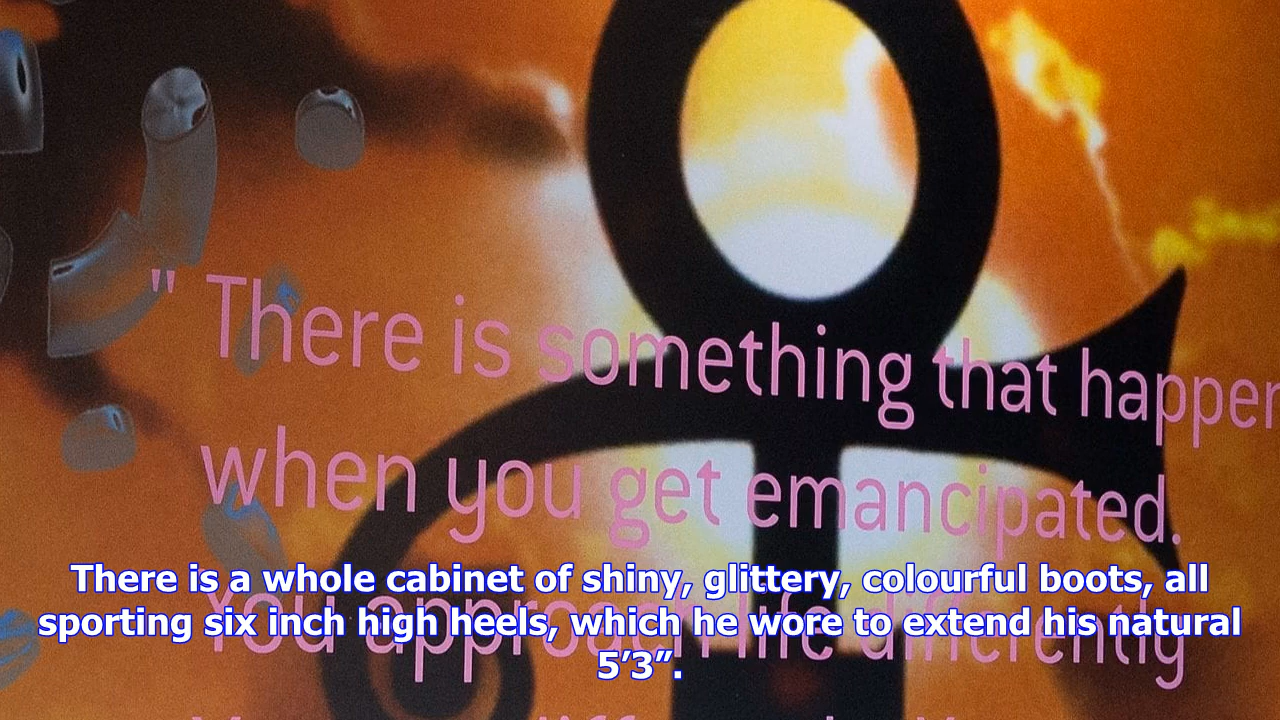 " There is something that happen
when you get emancipated.
You approach life differently
There is a whole cabinet of shiny, glittery, colourful boots, all
sporting six inch high heels, which he wore to extend his natural
5′3″.